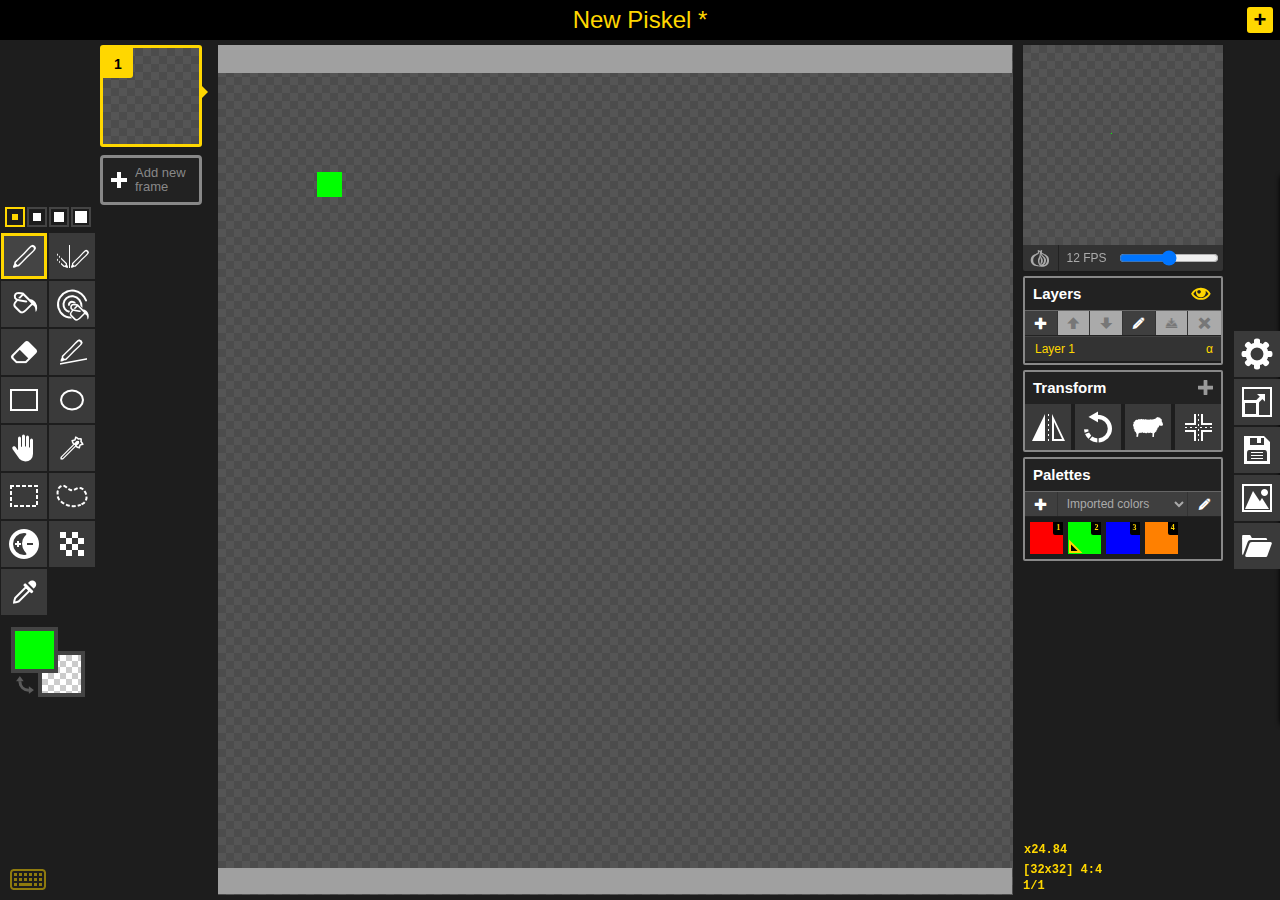 New Piskel *
1
Add new
frame
12 FPS
Layers
Layer 1
α
Transform
Palettes
Imported colors
1
2
3
4
x24.84
[32x32] 4:4
1/1